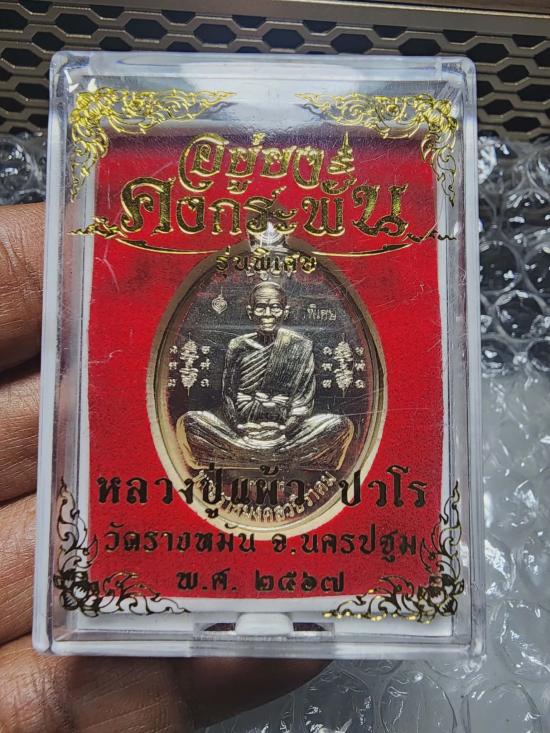 อยู่ยง
คงกระพัน
รุ่นพิเศษ
พิเศษ
หลวงปู่แผ้ว ปวโร
วัดรางหมัน จ.นครปฐม
พ.ศ. ๒๕๖๗